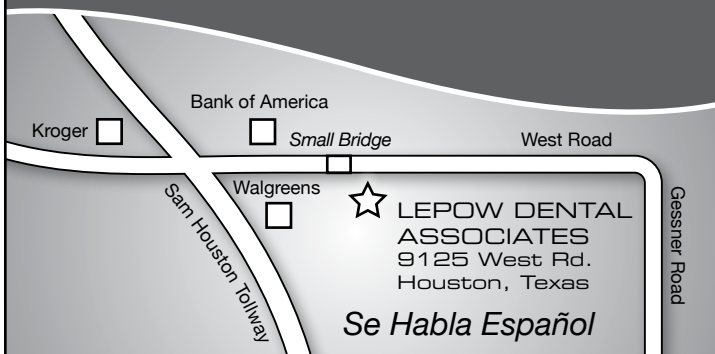 Bank of America
Kroger
Small Bridge
West Road
Walgreens
Sam Houston Tollway
LEPOW DENTAL
ASSOCIATES
9125 West Rd.
Houston, Texas
Gessner Road
Se Habla Español